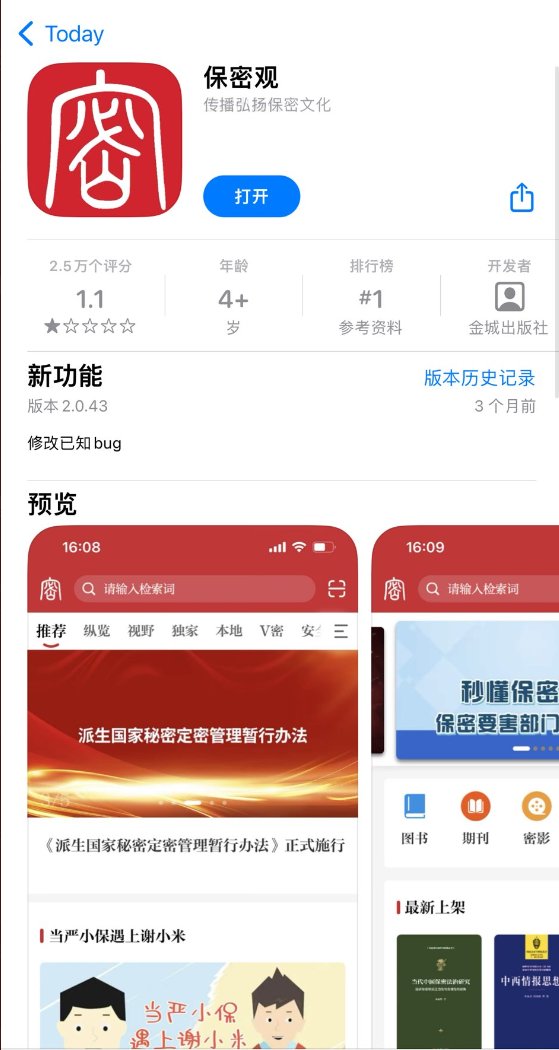 Today
密
保密观
传播弘扬保密文化
打开
2.5万个评分
年龄
排行榜
开发者
1.1
4+
#1
岁
参考资料
金城出版社
新功能
版本历史记录
版本 2.0.43
3 个月前
修改已知 bug
预览
16:08
16:09
密
请输入检索词
密
请输入检索词
推荐 纵览 视野 独家 本地 V密 安全
派生国家秘密定密管理暂行办法
《派生国家秘密定密管理暂行办法》正式施行
当严小保遇上谢小米
当严小保
遇上谢小米
秒懂保密
保密要害部门
图书 期刊 密影
最新上架
当代中国保密法治研究
中西情报思想